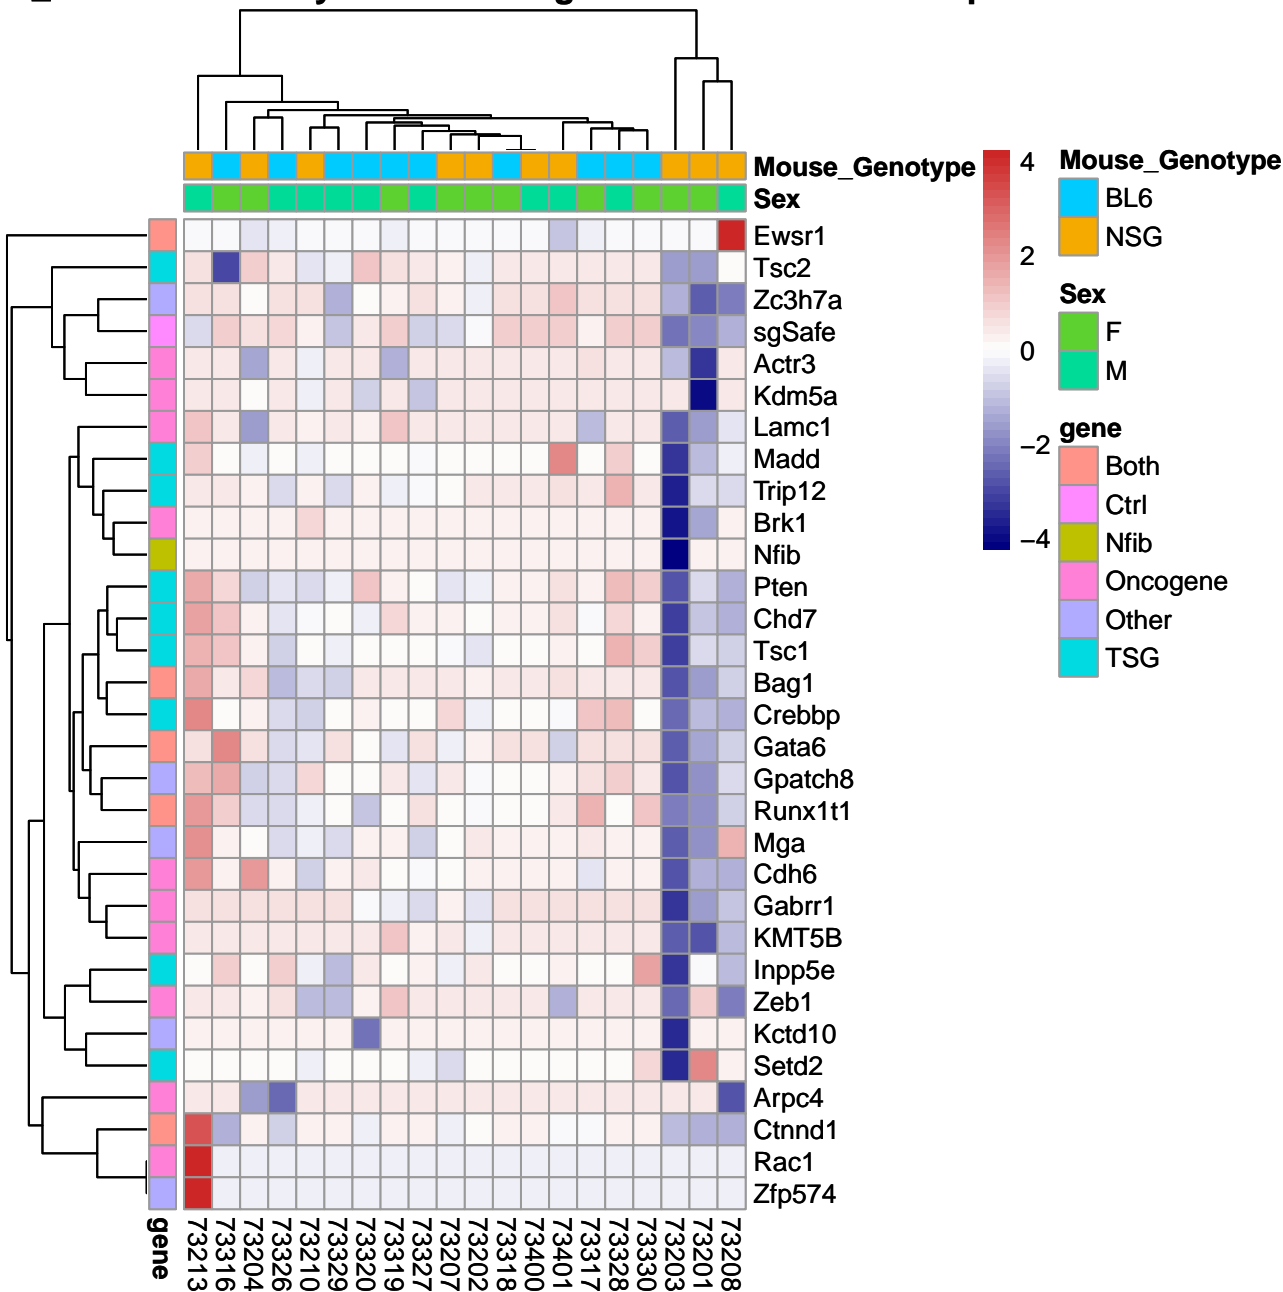 Mouse_Genotype
Sex
Ewsr1
Tsc2
Zc3h7a
sgSafe
Actr3
Kdm5a
Lamc1
Madd
Trip12
Brk1
Nfib
Pten
Chd7
Tsc1
Bag1
Crebbp
Gata6
Gpatch8
Runx1t1
Mga
Cdh6
Gabrr1
KMT5B
Inpp5e
Zeb1
Kctd10
Setd2
Arpc4
Ctnnd1
Rac1
Zfp574
gene
73213
73316
73204
73326
73210
73329
73320
73319
73327
73207
73202
73318
73400
73401
73317
73328
73330
73203
73201
73208
4
2
0
−2
−4
Mouse_Genotype
BL6
NSG
Sex
F
M
gene
Both
Ctrl
Nfib
Oncogene
Other
TSG